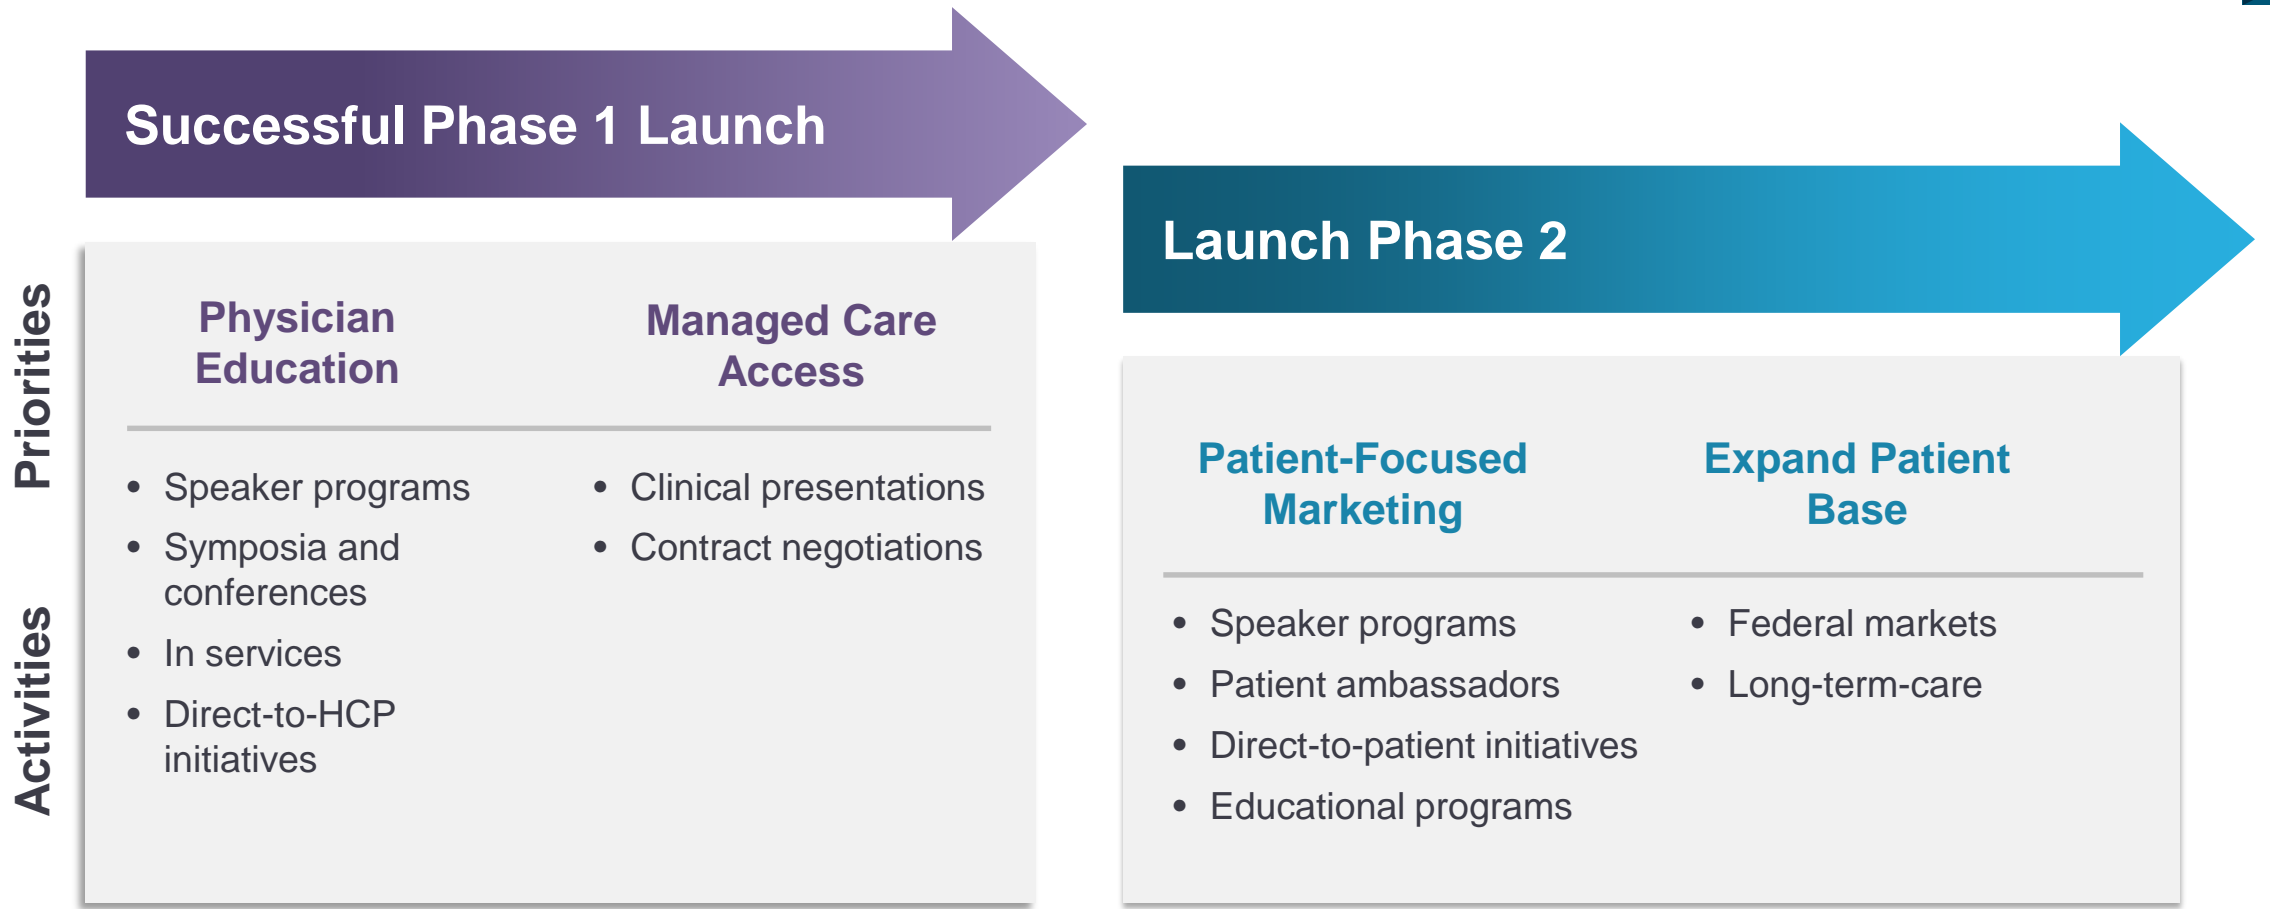 Successful Phase 1 Launch
Priorities
Physician
Education
Managed Care
Access
Activities
• Speaker programs
• Symposia and
conferences
• In services
• Direct-to-HCP
initiatives
• Clinical presentations
• Contract negotiations
Launch Phase 2
Patient-Focused
Marketing
Expand Patient
Base
• Speaker programs
• Patient ambassadors
• Direct-to-patient initiatives
• Educational programs
• Federal markets
• Long-term-care